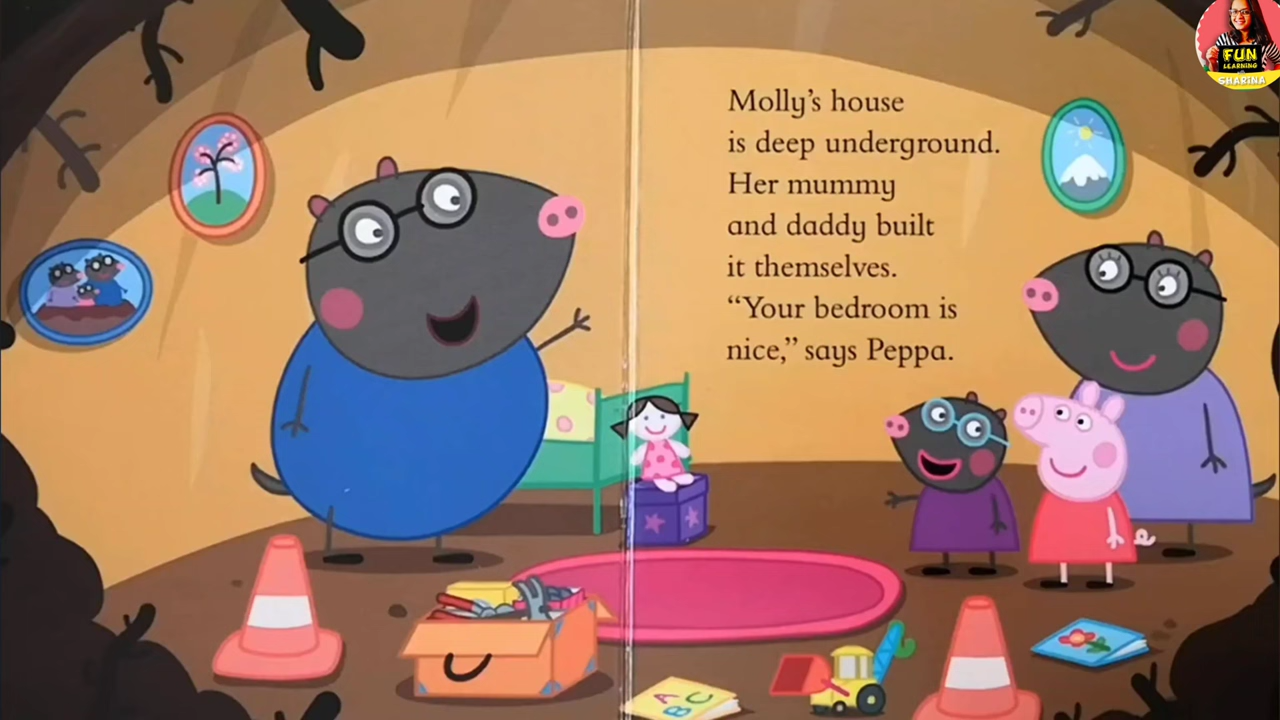 Molly's house
is deep underground.
Her mummy
and daddy built
it themselves.
“Your bedroom is
nice,” says Peppa.
FUN
LEARNING
SHARINA
A
B C